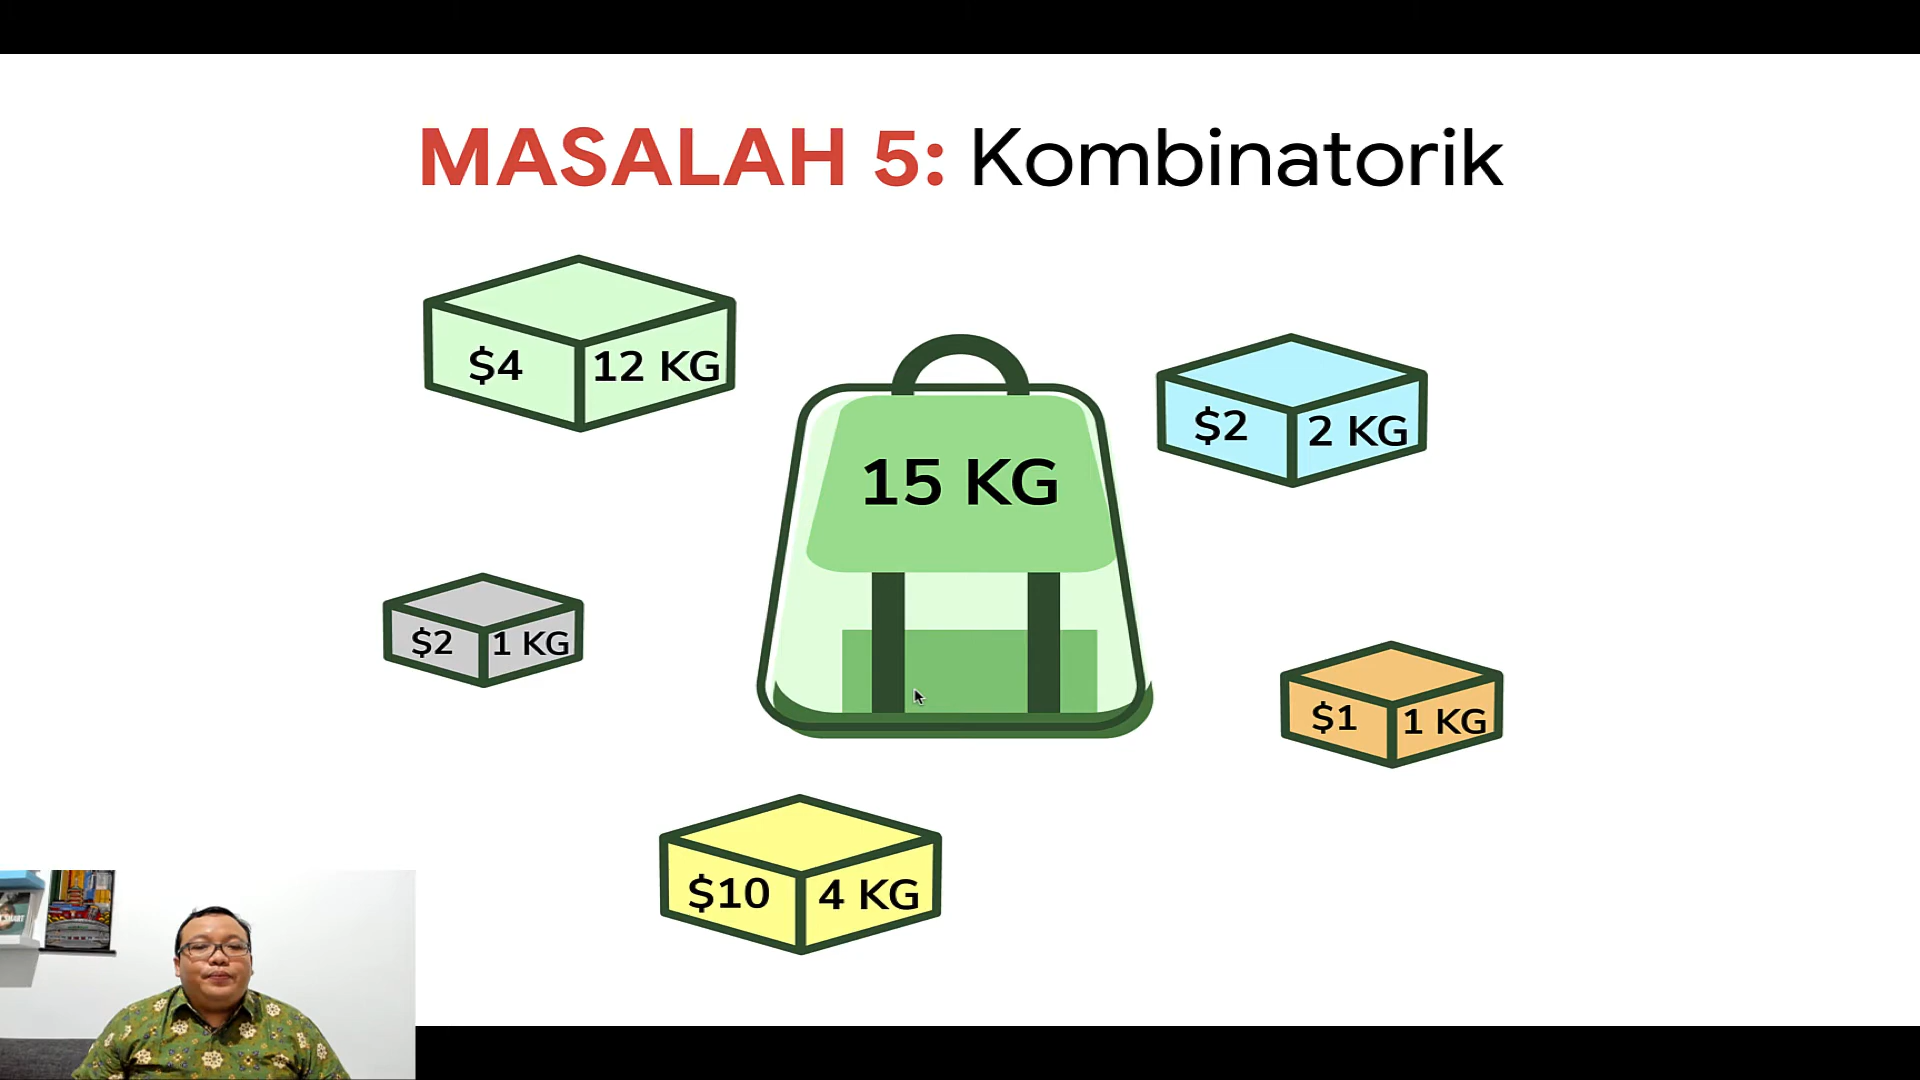 MASALAH 5: Kombinatorik
$4 12 KG
$2 2 KG
15 KG
$2 1 KG
$1 1 KG
$10 4 KG